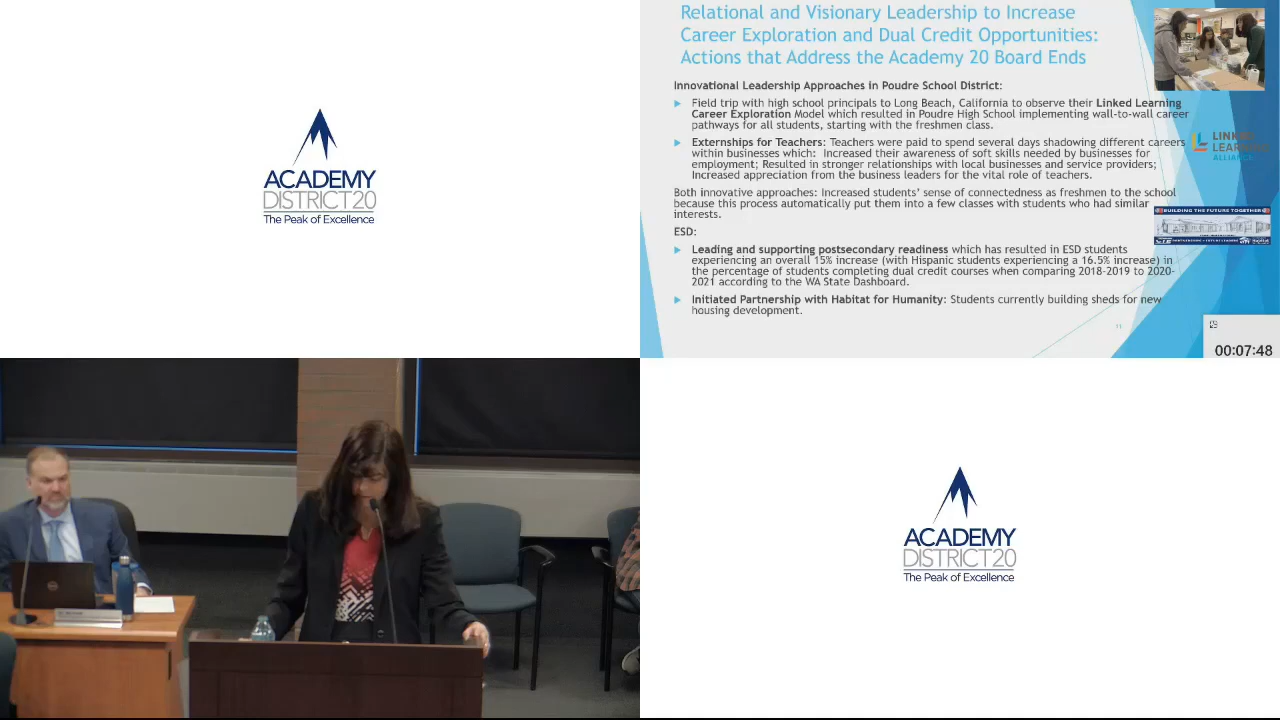 ACADEMY
DISTRICT20
The Peak of Excellence
Relational and Visionary Leadership to Increase
Career Exploration and Dual Credit Opportunities:
Actions that Address the Academy 20 Board Ends
Innovational Leadership Approaches in Poudre School District:
Field trip with high school principals to Long Beach, California to observe their Linked Learning
Career Exploration Model which resulted in Poudre High School implementing wall-to-wall career
pathways for all students, starting with the freshmen class.
Externships for Teachers: Teachers were paid to spend several days shadowing different careers
within businesses which: Increased their awareness of soft skills needed by businesses for
employment; Resulted in stronger relationships with local businesses and service providers;
Increased appreciation from the business leaders for the vital role of teachers.
Both innovative approaches: Increased students' sense of connectedness as freshmen to the school
because this process automatically put them into a few classes with students who had similar
interests.
ESD:
Leading and supporting postsecondary readiness which has resulted in ESD students
experiencing an overall 15% increase (with Hispanic students experiencing a 16.5% increase) in
the percentage of students completing dual credit courses when comparing 2018-2019 to 2020-
2021 according to the WA State Dashboard.
Initiated Partnership with Habitat for Humanity: Students currently building sheds for new
housing development.
LINKED
LEARNING
ALLIANCE
BUILDING THE FUTURE TOGETHER
00:07:48
ACADEMY
DISTRICT20
The Peak of Excellence